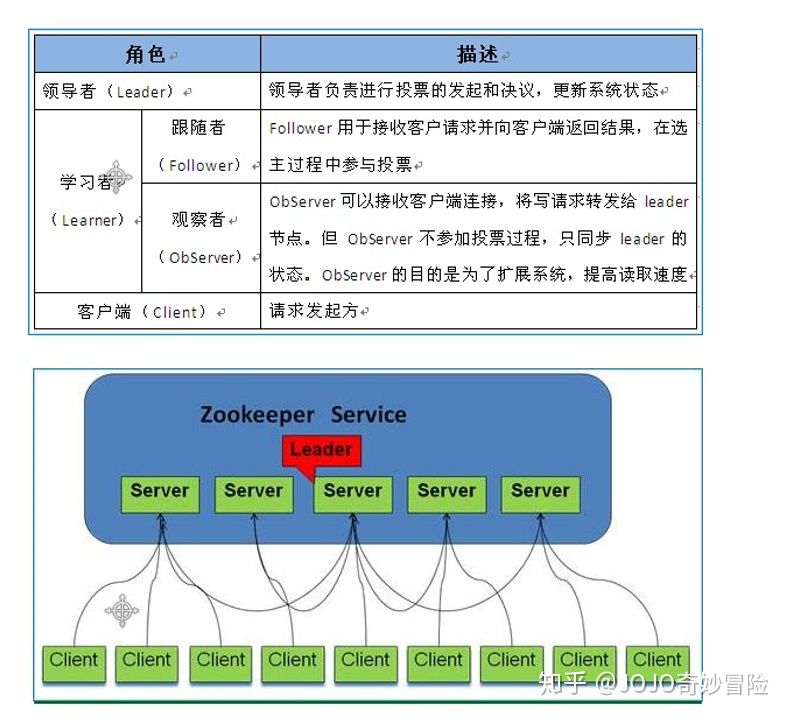 角色 描述
领导者（Leader） 领导者负责进行投票的发起和决议，更新系统状态
学习者
（Learner）
跟随者
（Follower）
Follower 用于接收客户请求并向客户端返回结果，在选
主过程中参与投票
观察者
（ObServer）
ObServer 可以接收客户端连接，将写请求转发给 leader
节点。但 ObServer 不参加投票过程，只同步 leader 的
状态。ObServer 的目的是为了扩展系统，提高读取速度
客户端（Client） 请求发起方
Zookeeper Service
Leader
Server Server Server Server Server
Client Client Client Client Client Client Client Client Client
知乎 @JOJO奇妙冒险